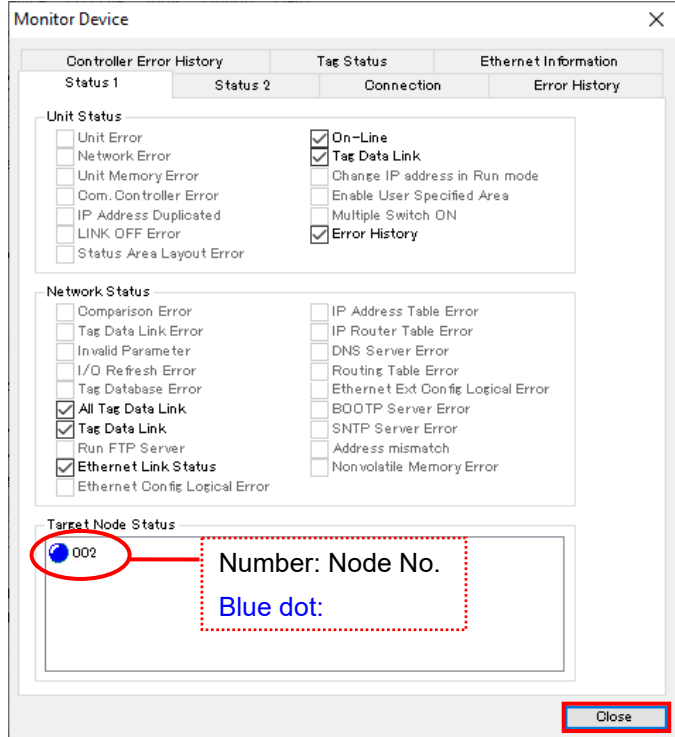 Monitor Device
Controller Error History Tag Status Ethernet Information
Status 1 Status 2 Connection Error History
Unit Status
Unit Error
Network Error
Unit Memory Error
Com. Controller Error
IP Address Duplicated
LINK OFF Error
Status Area Layout Error
On-Line
Tag Data Link
Change IP address in Run mode
Enable User Specified Area
Multiple Switch ON
Error History
Network Status
Comparison Error
Tag Data Link Error
Invalid Parameter
I/O Refresh Error
Tag Database Error
All Tag Data Link
Tag Data Link
Run FTP Server
Ethernet Link Status
Ethernet Config Logical Error
IP Address Table Error
IP Router Table Error
DNS Server Error
Routing Table Error
Ethernet Ext Config Logical Error
BOOTP Server Error
SNTP Server Error
Address mismatch
Nonvolatile Memory Error
Target Node Status
002
Number: Node No.
Blue dot:
Close